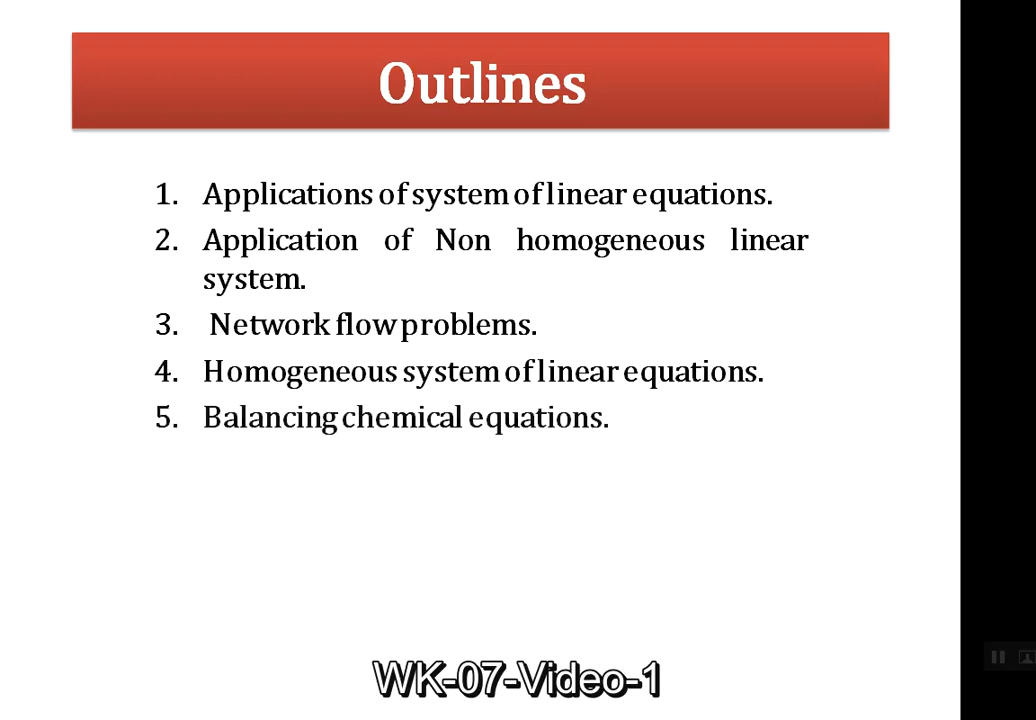 Outlines
1. Applications of system of linear equations.
2. Application of Non homogeneous linear
system.
3. Network flow problems.
4. Homogeneous system of linear equations.
5. Balancing chemical equations.
WK-07-Video-1